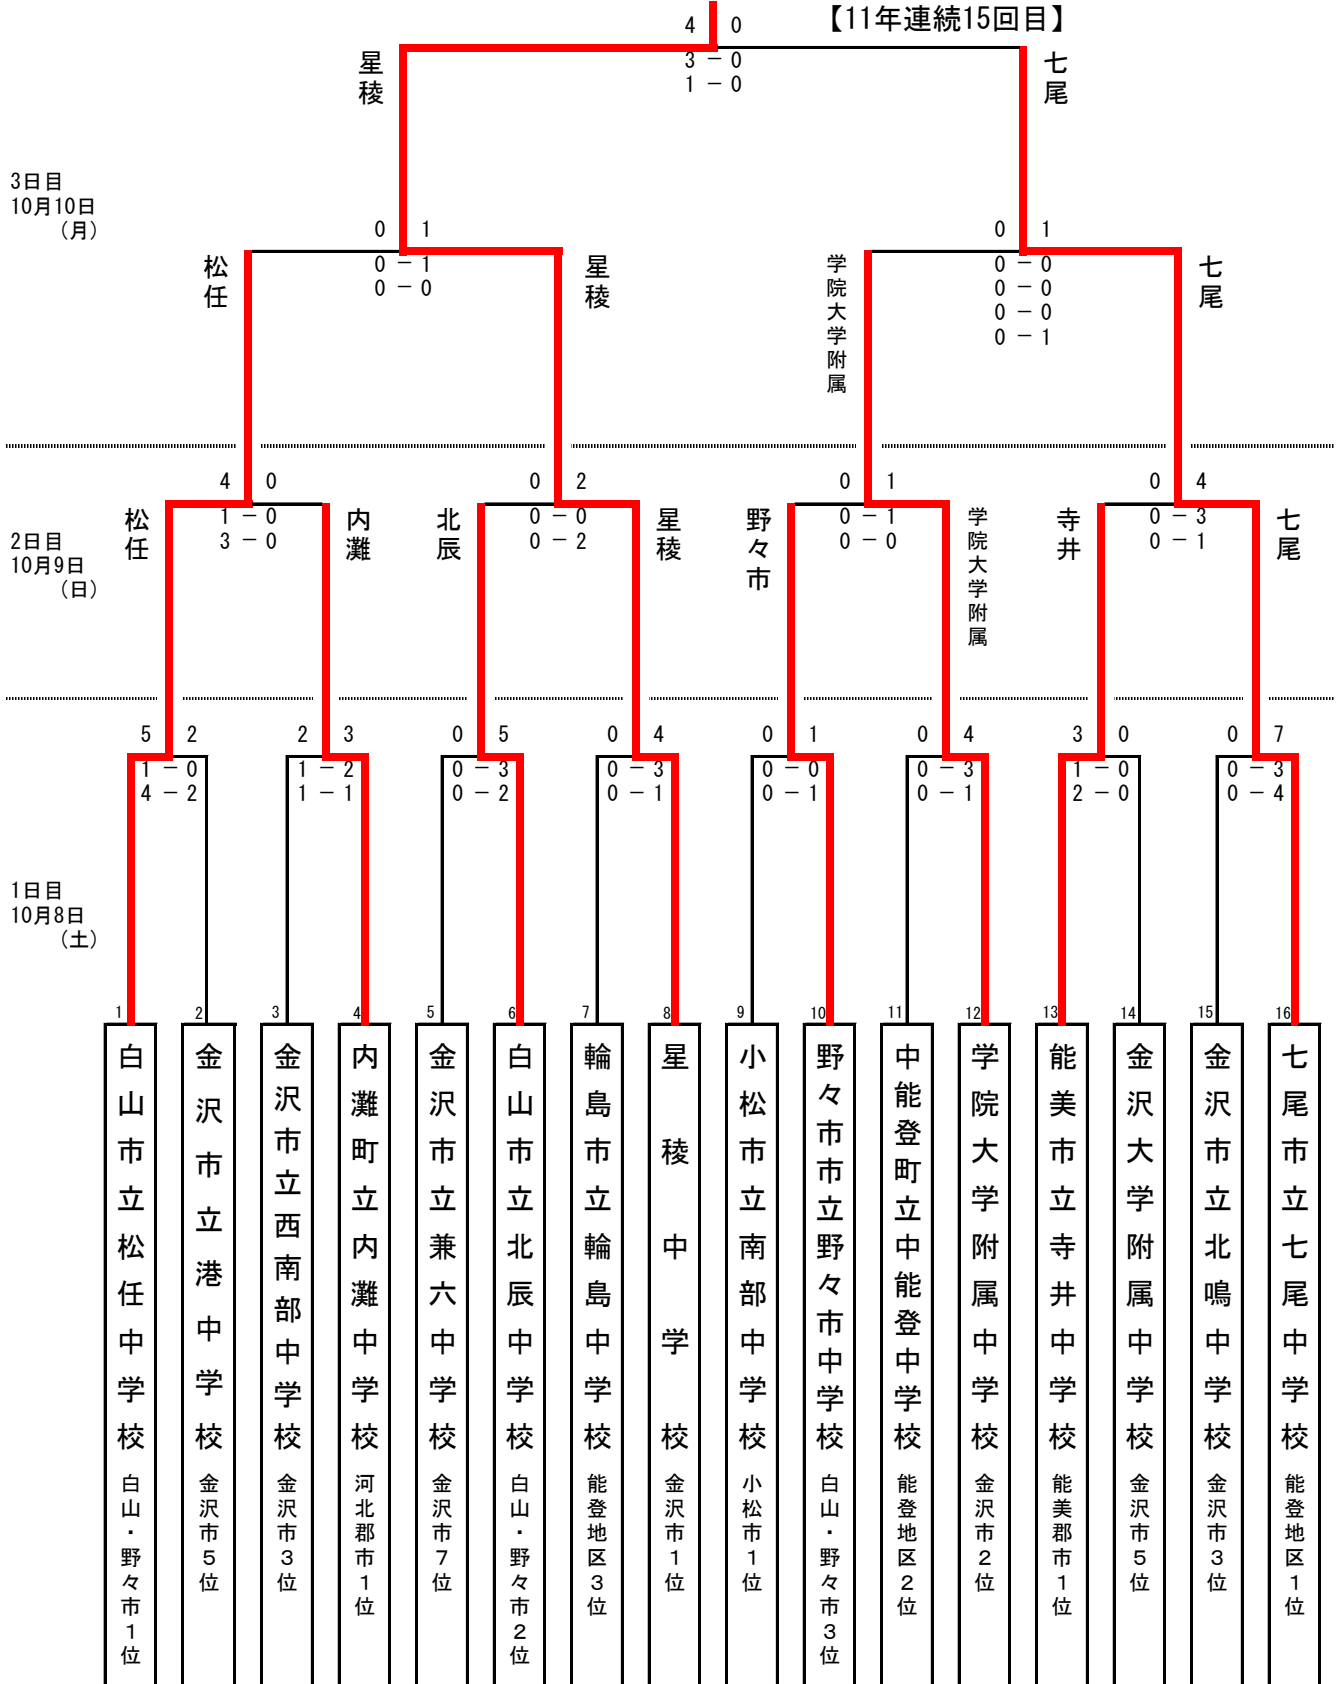 【11年連続15回目】
4 0
3 － 0
1 － 0
星稜
七尾
3日目
10月10日
（月）
0 1
0 － 1
0 － 0
松任
星稜
0 1
0 － 0
0 － 0
0 － 0
0 － 1
学院大学附属
七尾
2日目
10月9日
（日）
4 0
1 － 0
3 － 0
松任
内灘
0 2
0 － 0
0 － 2
北辰
星稜
0 1
0 － 1
0 － 0
野々市
学院大学附属
0 4
0 － 3
0 － 1
寺井
七尾
1日目
10月8日
（土）
5 2
1 － 0
4 － 2
2 3
1 － 2
1 － 1
0 5
0 － 3
0 － 2
0 4
0 － 3
0 － 1
0 1
0 － 0
0 － 1
0 4
0 － 3
0 － 1
3 0
1 － 0
2 － 0
0 7
0 － 3
0 － 4
1
白山市立松任中学校
白山・野々市１位
2
金沢市立港中学校
金沢市５位
3
金沢市立西南部中学校
金沢市３位
4
内灘町立内灘中学校
河北郡市１位
5
金沢市立兼六中学校
金沢市７位
6
白山市立北辰中学校
白山・野々市２位
7
輪島市立輪島中学校
能登地区３位
8
星稜中学校
金沢市１位
9
小松市立南部中学校
小松市１位
10
野々市市立野々市中学校
白山・野々市３位
11
中能登町立中能登中学校
能登地区２位
12
学院大学附属中学校
金沢市２位
13
能美市立寺井中学校
能美郡市１位
14
金沢大学附属中学校
金沢市５位
15
金沢市立北鳴中学校
金沢市３位
16
七尾市立七尾中学校
能登地区１位